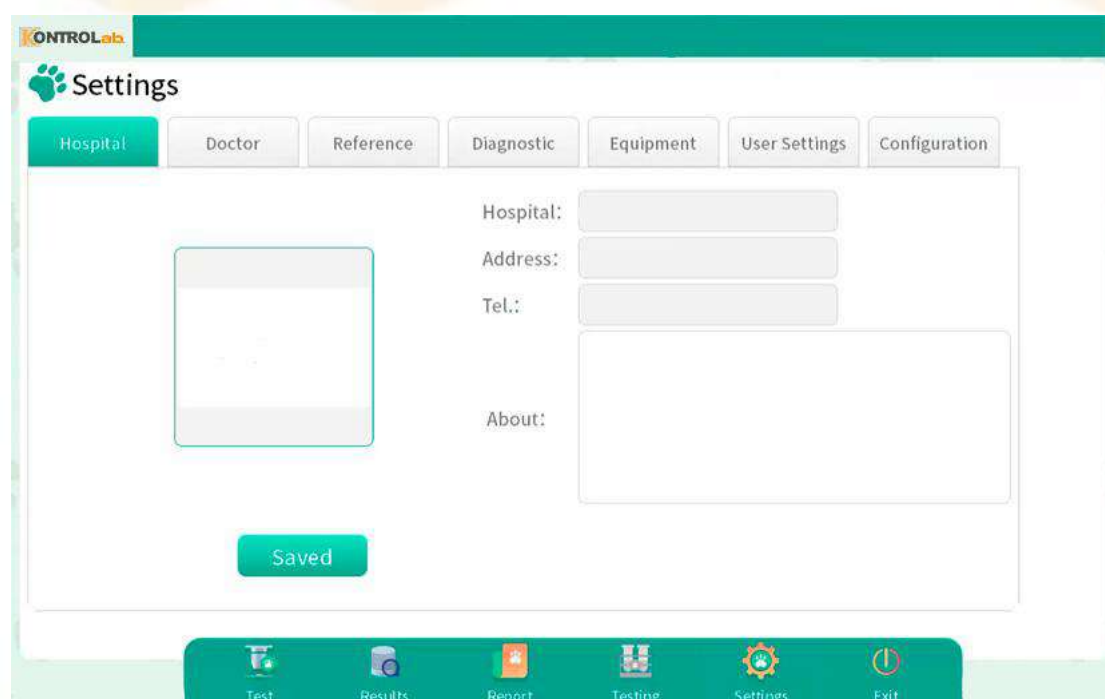 KONTROLab
Settings
Hospital Doctor Reference Diagnostic Equipment User Settings Configuration
Hospital:
Address:
Tel.:
About:
Saved
Test Results Report Testing Settings Exit